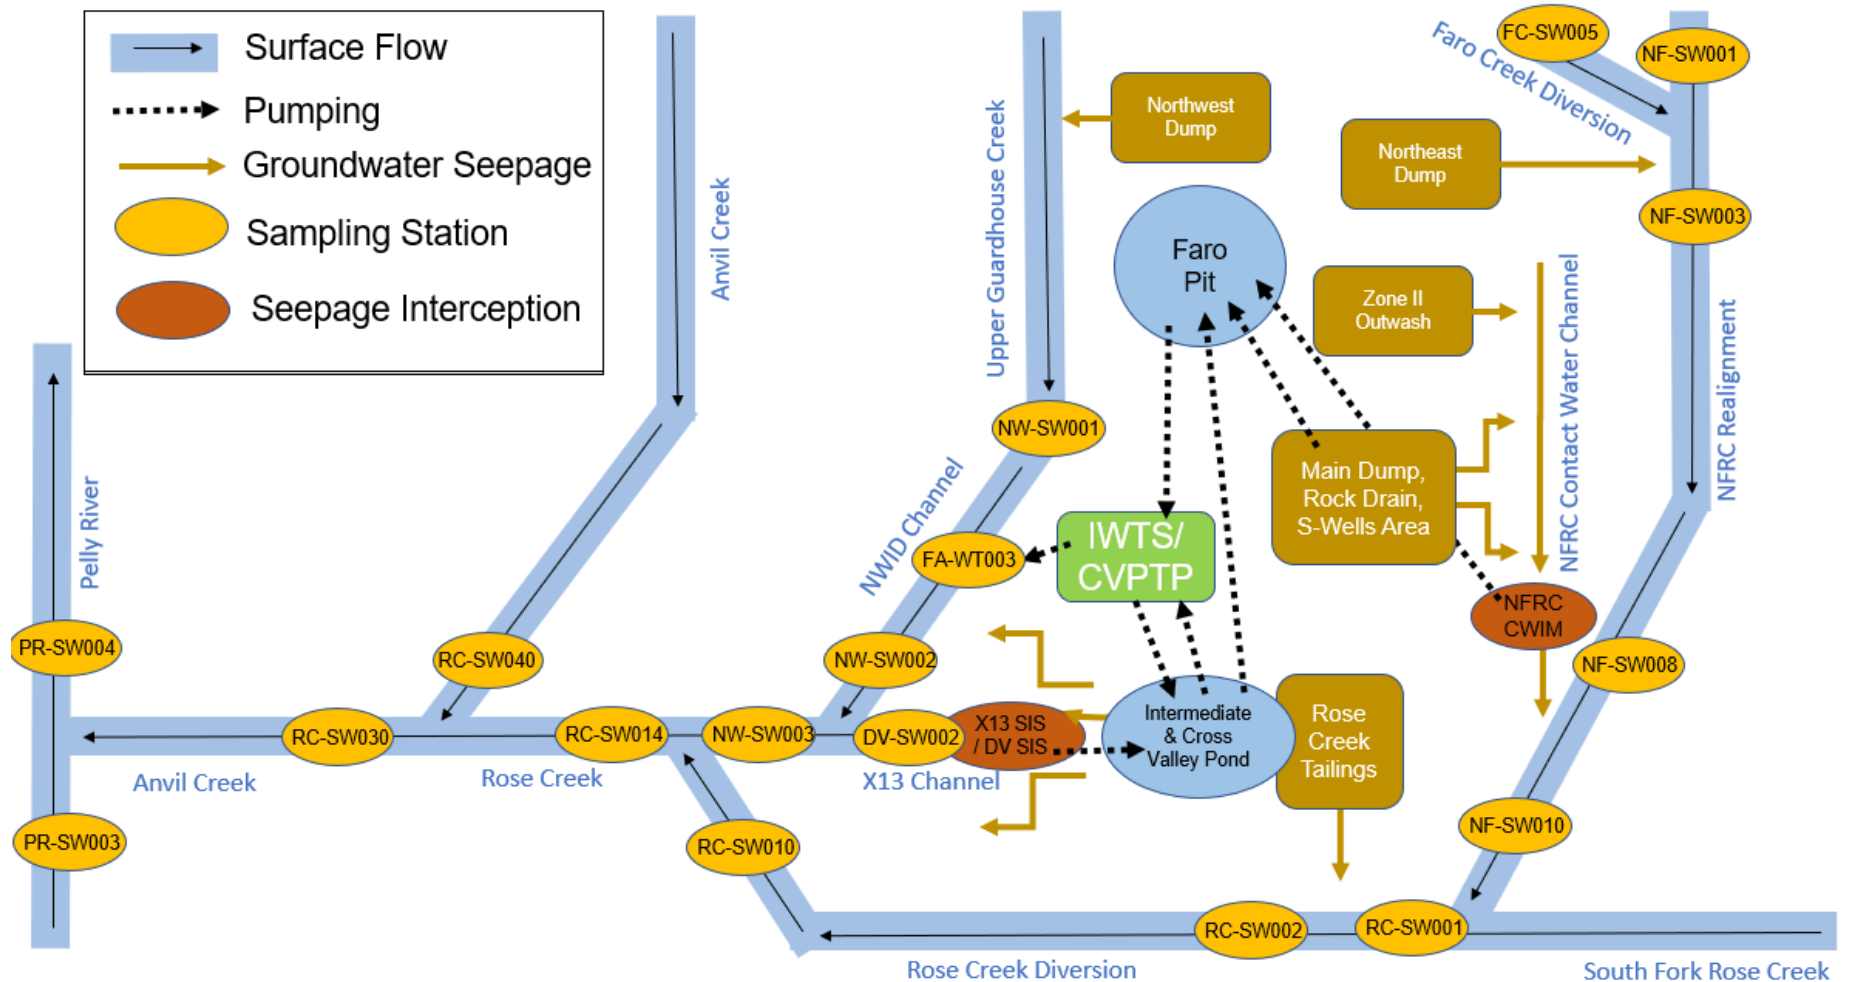 Surface Flow
Pumping
Groundwater Seepage
Sampling Station
Seepage Interception
Anvil Creek
Upper Guardhouse Creek
Northwest
Dump
Faro Creek Diversion
FC-SW005
NF-SW001
Northeast
Dump
NF-SW003
Faro
Pit
Zone II
Outwash
NFRC Contact Water Channel
NFRC Realignment
NW-SW001
Main Dump,
Rock Drain,
S-Wells Area
Pelly River
NWID Channel
FA-WT003
IWTS/
CVPTP
NFRC
CWIM
PR-SW004
RC-SW040
NW-SW002
NF-SW008
RC-SW030
RC-SW014
NW-SW003
DV-SW002
X13 SIS
/ DV SIS
Intermediate
& Cross
Valley Pond
Rose
Creek
Tailings
Anvil Creek
Rose Creek
X13 Channel
PR-SW003
RC-SW010
NF-SW010
RC-SW002
RC-SW001
Rose Creek Diversion
South Fork Rose Creek